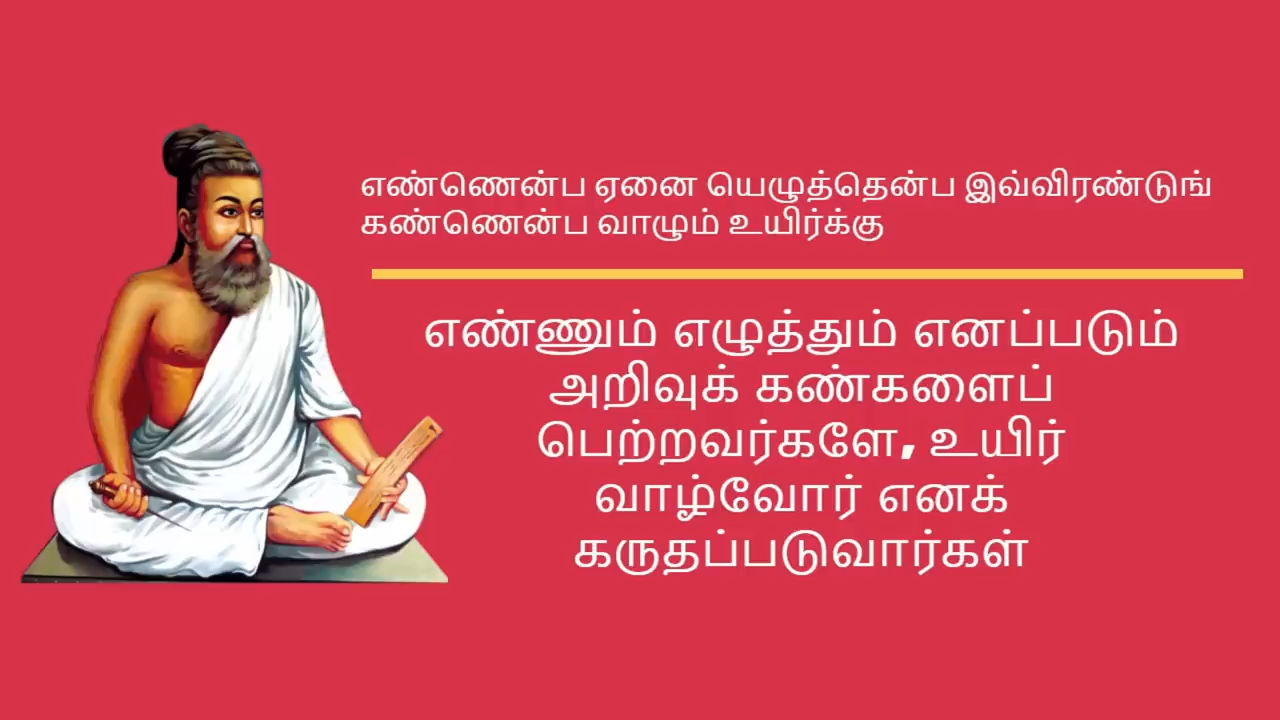 எண்ணென்ப ஏனை யெழுத்தென்ப இவ்விரண்டுங்
கண்ணென்ப வாழும் உயிர்க்கு
எண்ணும் எழுத்தும் எனப்படும்
அறிவுக் கண்களைப்
பெற்றவர்களே, உயிர்
வாழ்வோர் எனக்
கருதப்படுவார்கள்